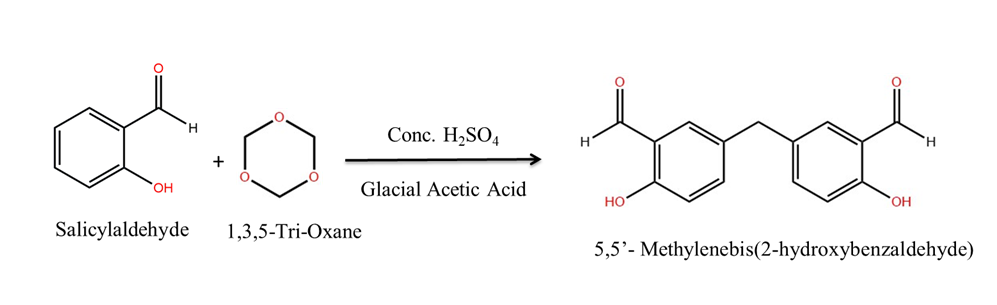 O
H
OH
Salicylaldehyde
+
O
O
O
1,3,5-Tri-Oxane
Conc. H₂SO₄
Glacial Acetic Acid
O
H
HO
O
H
OH
5,5’- Methylenebis(2-hydroxybenzaldehyde)